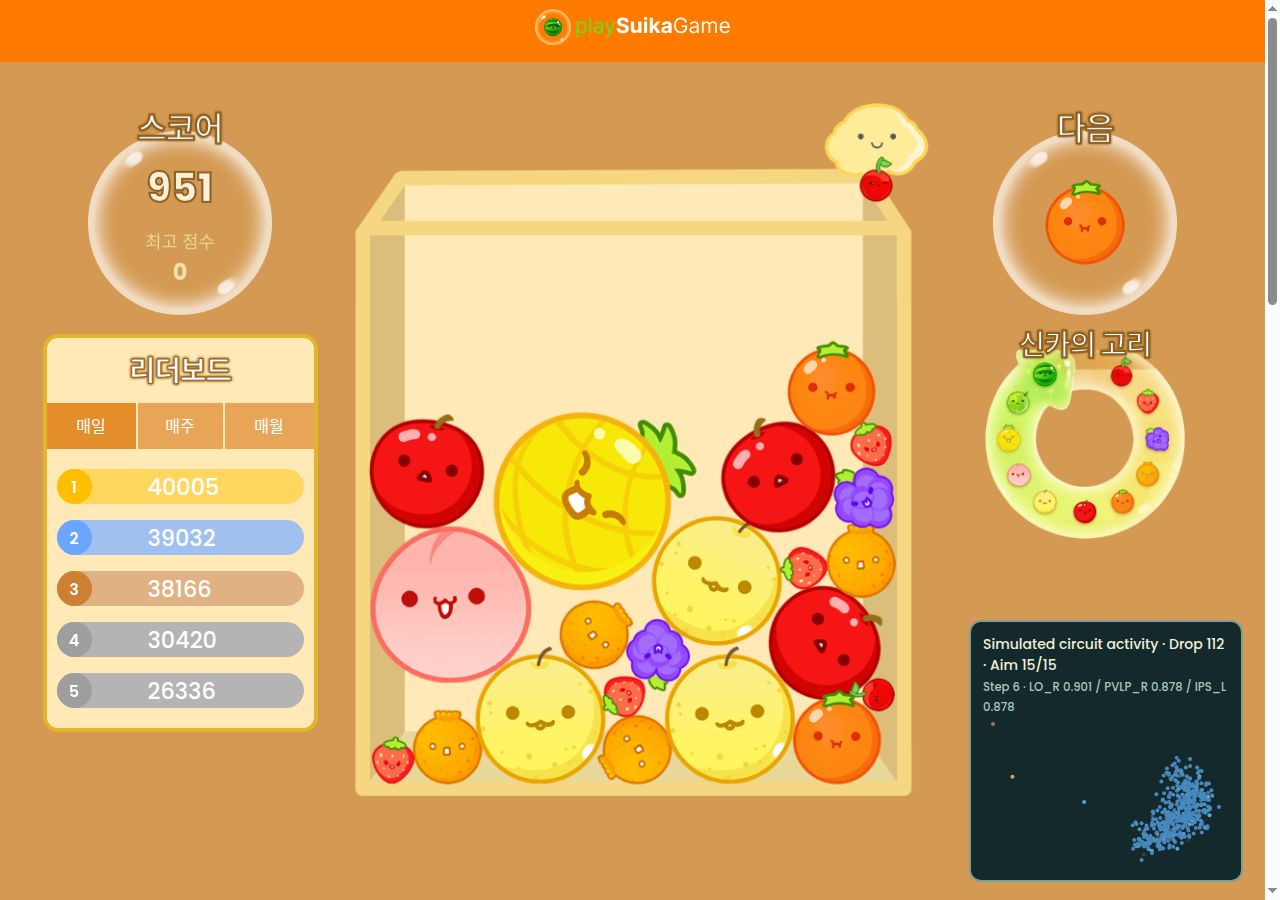 playSuikaGame
스코어
951
최고 점수
0
리더보드
매일 매주 매월
1 40005
2 39032
3 38166
4 30420
5 26336
다음
신카의 고리
Simulated circuit activity · Drop 112
· Aim 15/15
Step 6 · LO_R 0.901 / PVLP_R 0.878 / IPS_L
0.878